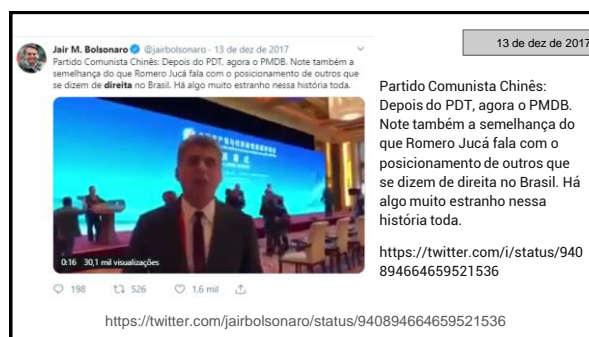 Jair M. Bolsonaro @jairbolsonaro · 13 de dez de 2017
Partido Comunista Chinês: Depois do PDT, agora o PMDB. Note também a
semelhança do que Romero Jucá fala com o posicionamento de outros que
se dizem de direita no Brasil. Há algo muito estranho nessa história toda.
0:16 30,1 mil visualizações
198 526 1,6 mil
13 de dez de 2017
Partido Comunista Chinês:
Depois do PDT, agora o PMDB.
Note também a semelhança do
que Romero Jucá fala com o
posicionamento de outros que
se dizem de direita no Brasil. Há
algo muito estranho nessa
história toda.
https://twitter.com/i/status/940
894664659521536
https://twitter.com/jairbolsonaro/status/940894664659521536